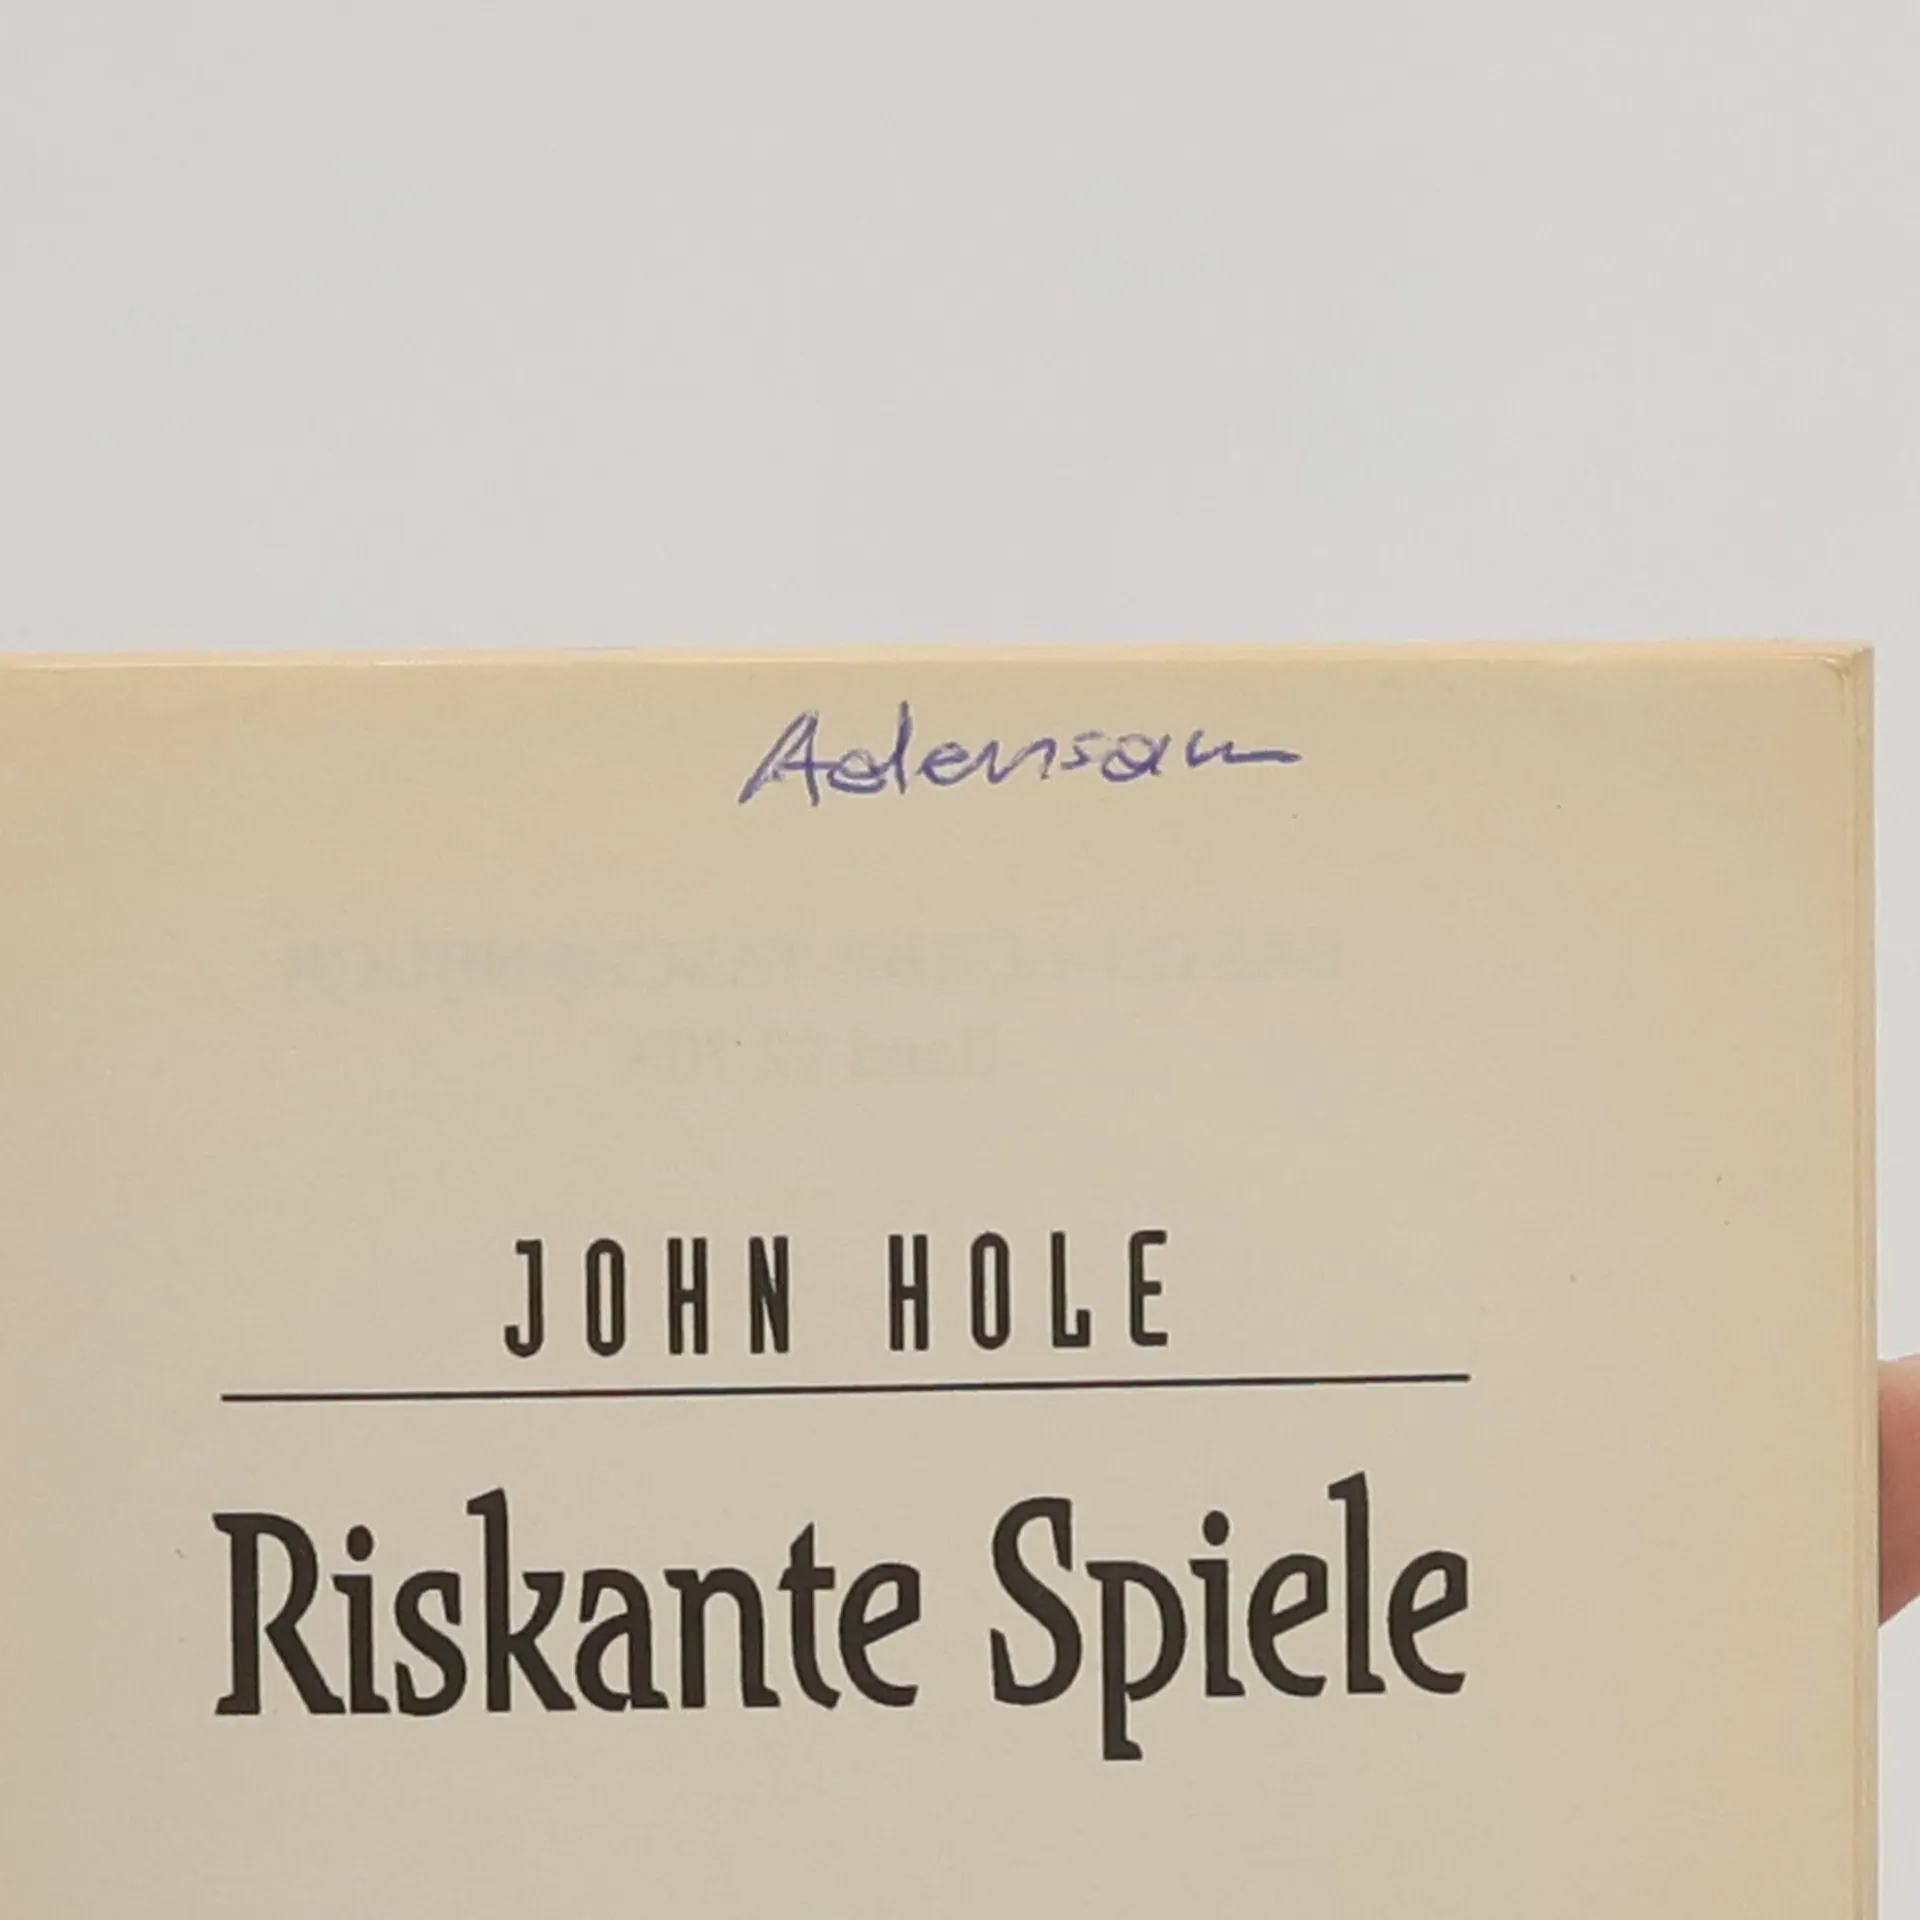 Adensam
JOHN HOLE
Riskante Spiele